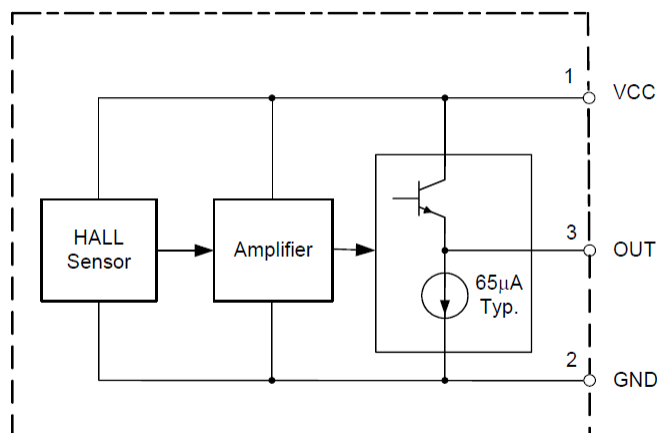 1
VCC
HALL
Sensor
Amplifier
3
OUT
65μA
Typ.
2
GND